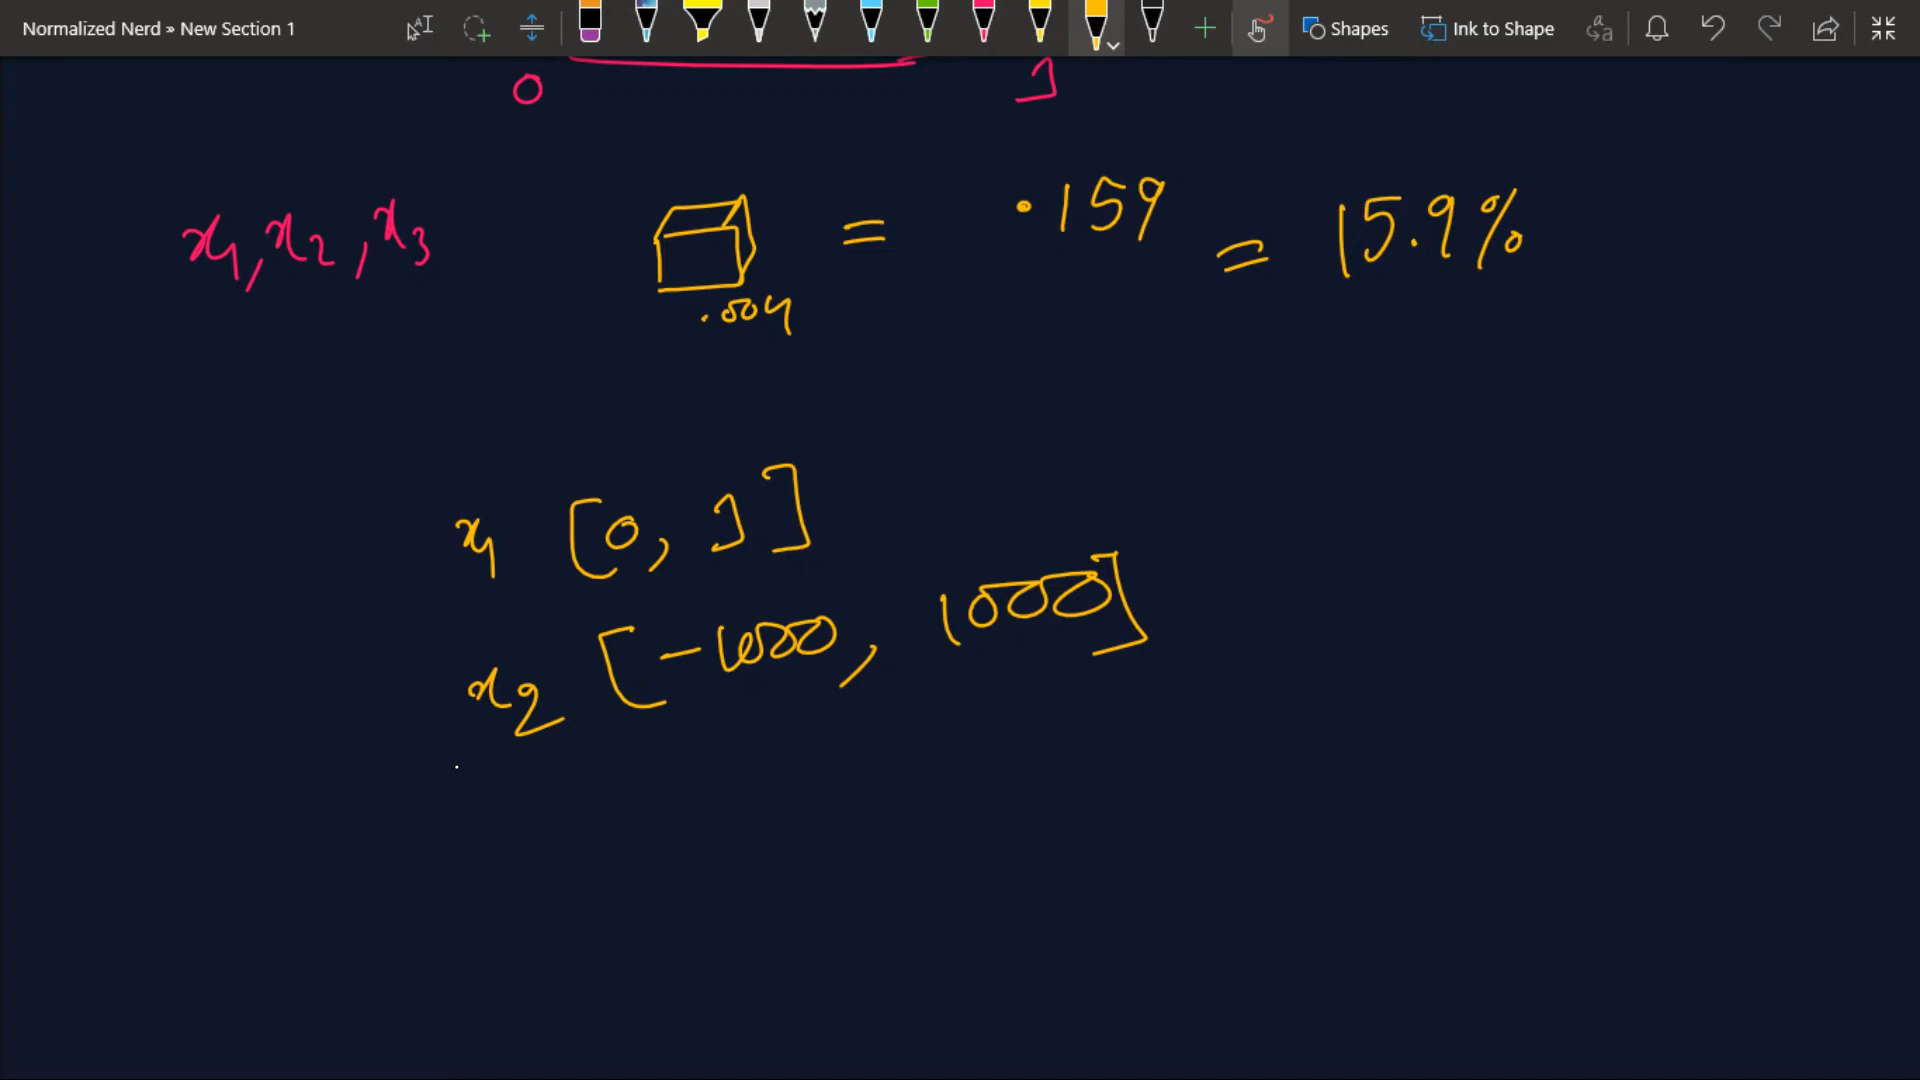 Normalized Nerd » New Section 1 Shapes Ink to Shape
0 1
x1, x2, x3 = .159 = 15.9%
.004
x1 [0, 1]
x2 [-1000, 1000]